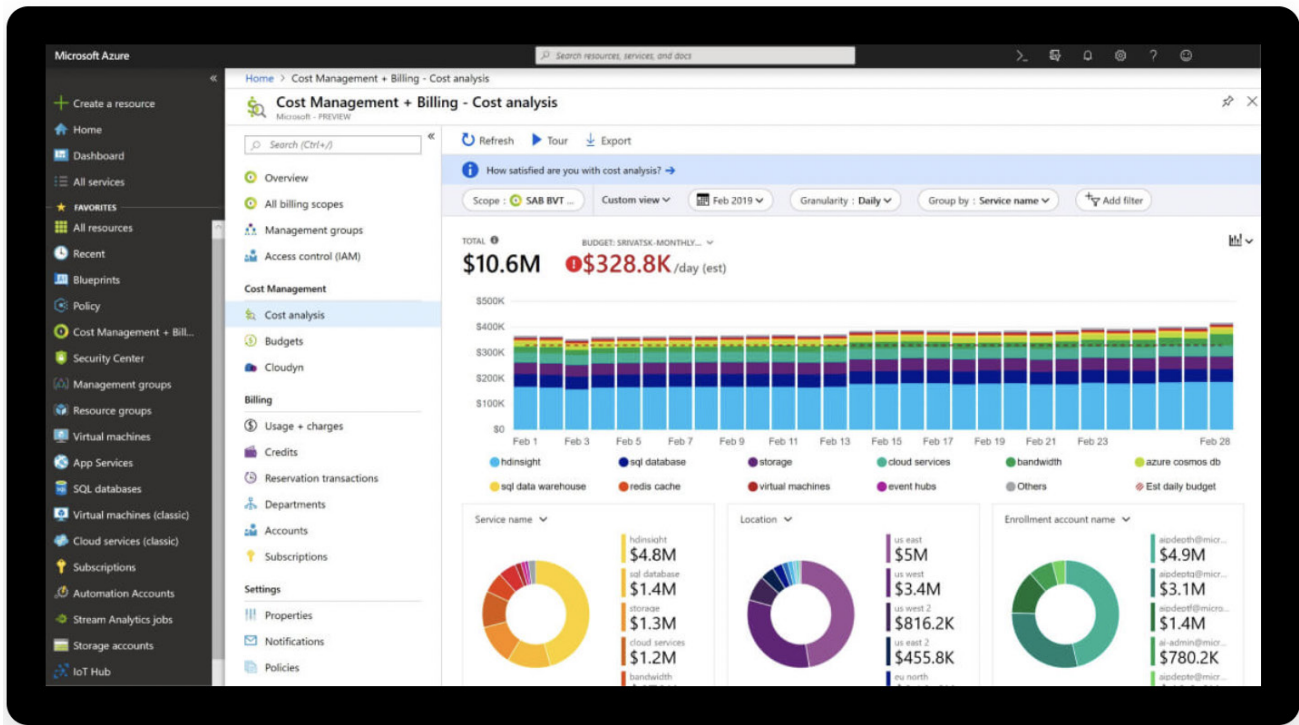 Microsoft Azure
Search resources, services, and docs
Create a resource
Home
Dashboard
All services
FAVORITES
All resources
Recent
Blueprints
Policy
Cost Management + Bill...
Security Center
Management groups
Resource groups
Virtual machines
App Services
SQL databases
Virtual machines (classic)
Cloud services (classic)
Subscriptions
Automation Accounts
Stream Analytics jobs
Storage accounts
IoT Hub
Home > Cost Management + Billing - Cost analysis
Cost Management + Billing - Cost analysis
Microsoft - PREVIEW
Search (Ctrl+/)
Overview
All billing scopes
Management groups
Access control (IAM)
Cost Management
Cost analysis
Budgets
Cloudyn
Billing
Usage + charges
Credits
Reservation transactions
Departments
Accounts
Subscriptions
Settings
Properties
Notifications
Policies
Refresh Tour Export
How satisfied are you with cost analysis?
Scope : SAB BVT ... Custom view Feb 2019 Granularity : Daily Group by : Service name Add filter
TOTAL BUDGET: SRIVATSK-MONTHLY...
$10.6M $328.8K /day (est)
$500K
$400K
$300K
$200K
$100K
$0
Feb 1 Feb 3 Feb 5 Feb 7 Feb 9 Feb 11 Feb 13 Feb 15 Feb 17 Feb 19 Feb 21 Feb 23 Feb 28
hdinsight sql database storage cloud services bandwidth azure cosmos db
sql data warehouse redis cache virtual machines event hubs Others Est daily budget
Service name
hdinsight
$4.8M
sql database
$1.4M
storage
$1.3M
cloud services
$1.2M
bandwidth
Location
us east
$5M
us west
$3.4M
us west 2
$816.2K
us east 2
$455.8K
eu north
Enrollment account name
aipdepth@micr...
$4.9M
aipdeptq@micr...
$3.1M
aipdeptf@micro...
$1.4M
ai-admin@micr...
$780.2K
aipdepte@micr...